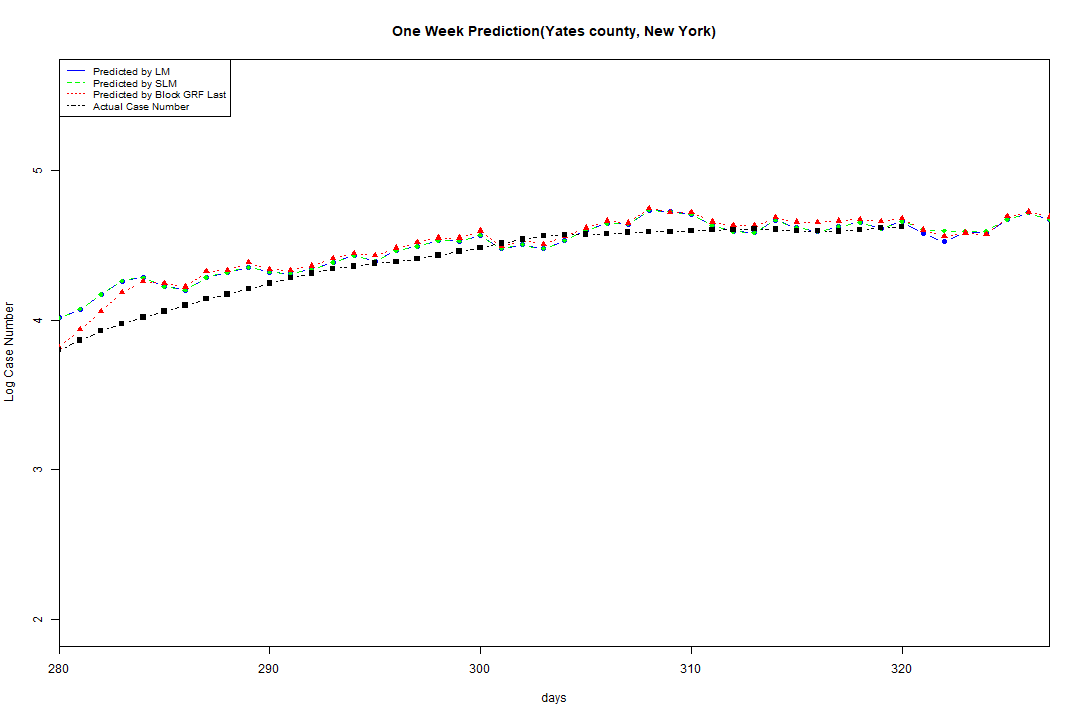 One Week Prediction(Yates county, New York)
Predicted by LM
Predicted by SLM
Predicted by Block GRF Last
Actual Case Number
5
4
3
2
Log Case Number
280 290 300 310 320
days